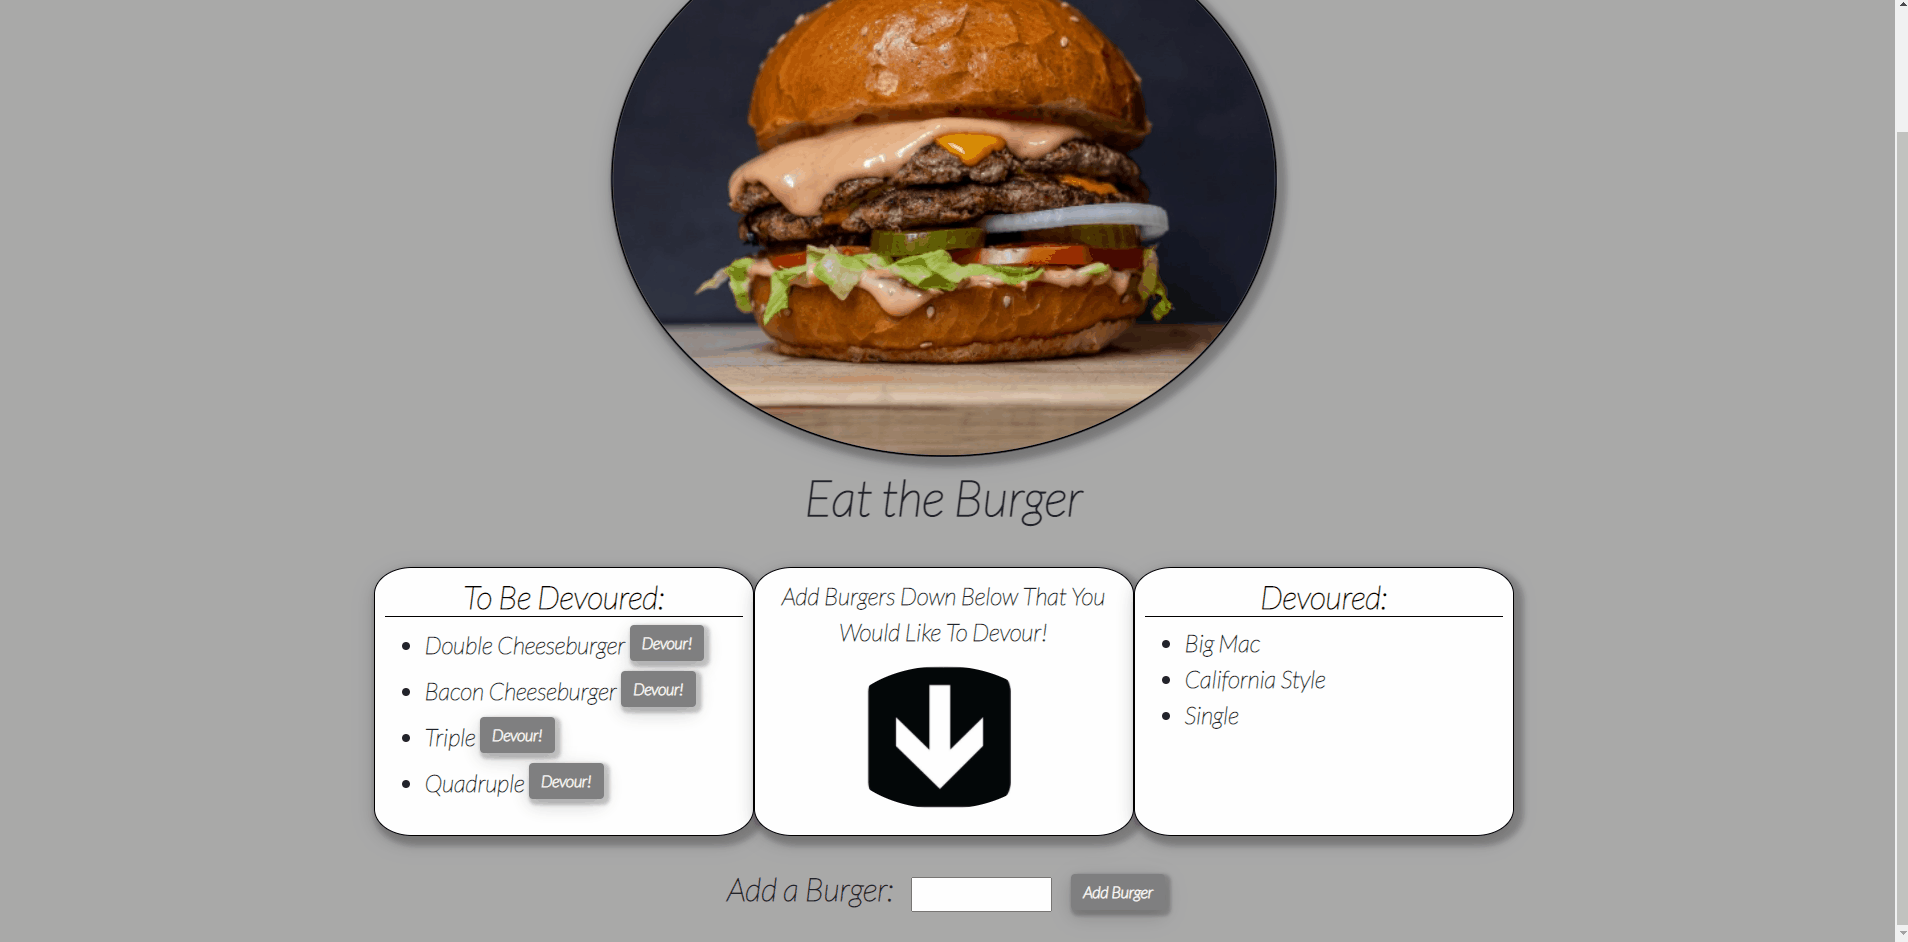 Eat the Burger
To Be Devoured:
Double Cheeseburger Devour!
Bacon Cheeseburger Devour!
Triple Devour!
Quadruple Devour!
Add Burgers Down Below That You
Would Like To Devour!
Devoured:
Big Mac
California Style
Single
Add a Burger: Add Burger